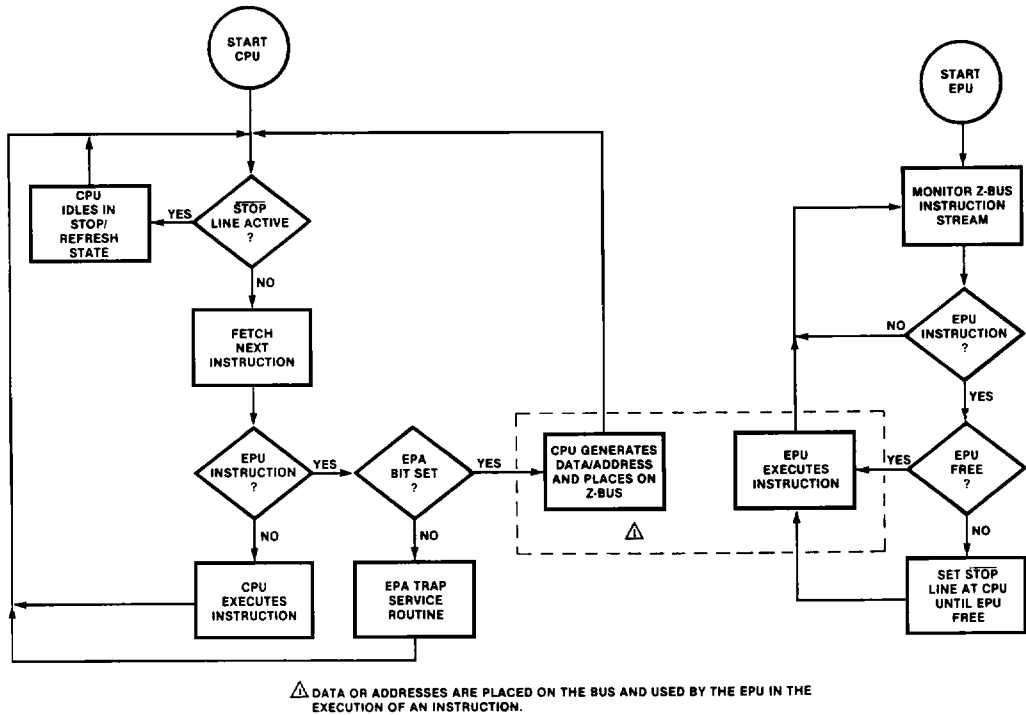 START
CPU
START
EPU
CPU
IDLES IN
STOP/
REFRESH
STATE
YES
STOP
LINE ACTIVE
?
NO
FETCH
NEXT
INSTRUCTION
EPU
INSTRUCTION
?
YES
NO
EPA
BIT SET
?
YES
NO
CPU
EXECUTES
INSTRUCTION
EPA TRAP
SERVICE
ROUTINE
CPU GENERATES
DATA/ADDRESS
AND PLACES ON
Z-BUS
1
MONITOR Z-BUS
INSTRUCTION
STREAM
EPU
INSTRUCTION
?
NO
YES
EPU
EXECUTES
INSTRUCTION
YES
EPU
FREE
?
NO
SET STOP
LINE AT CPU
UNTIL EPU
FREE
1 DATA OR ADDRESSES ARE PLACED ON THE BUS AND USED BY THE EPU IN THE
EXECUTION OF AN INSTRUCTION.